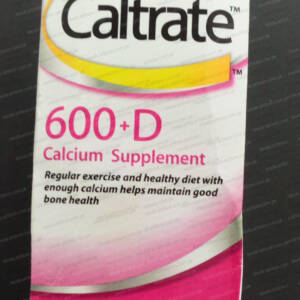 Caltrate™
™
600+D
Calcium Supplement
Regular exercise and healthy diet with
enough calcium helps maintain good
bone health